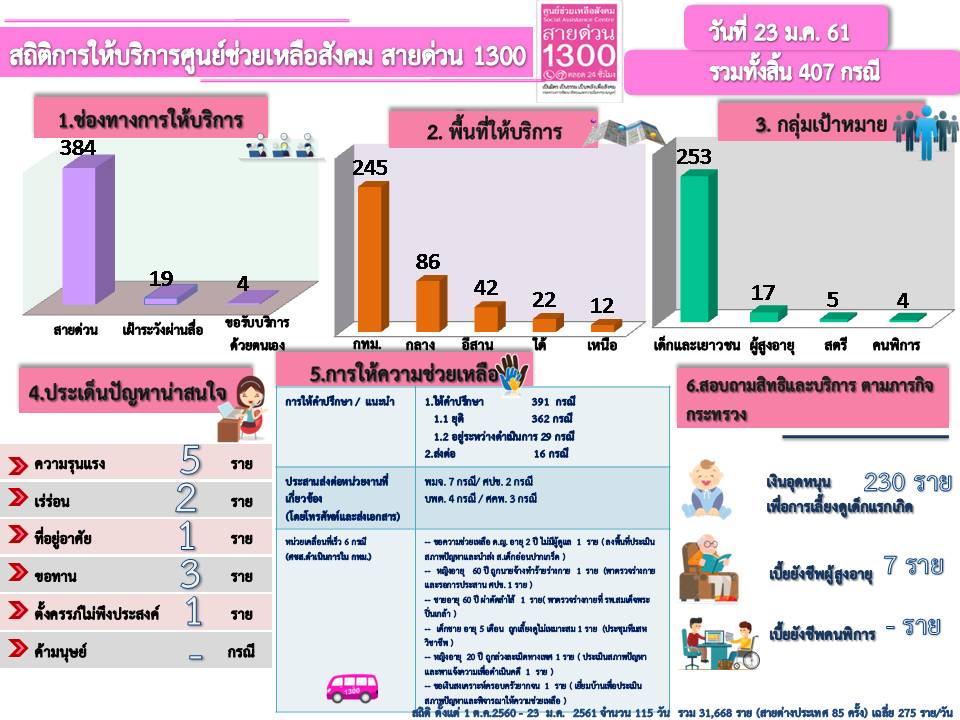 สถิติการให้บริการศูนย์ช่วยเหลือสังคม สายด่วน 1300
ศูนย์ช่วยเหลือสังคม
Social Assistance Centre
สายด่วน
1300
ตลอด 24 ชั่วโมง
วันที่ 23 ม.ค. 61
รวมทั้งสิ้น 407 กรณี
1.ช่องทางการให้บริการ
384
19
4
สายด่วน
เฝ้าระวังผ่านสื่อ
ขอรับบริการ
ด้วยตนเอง
2. พื้นที่ให้บริการ
245
86
42
22
12
กทม.
กลาง
อีสาน
ใต้
เหนือ
3. กลุ่มเป้าหมาย
253
17
5
4
เด็กและเยาวชน
ผู้สูงอายุ
สตรี
คนพิการ
4.ประเด็นปัญหาน่าสนใจ
ความรุนแรง 5 ราย
เร่ร่อน 2 ราย
ที่อยู่อาศัย 1 ราย
ขอทาน 3 ราย
ตั้งครรภ์ไม่พึงประสงค์ 1 ราย
ค้ามนุษย์ - กรณี
5.การให้ความช่วยเหลือ
การให้คำปรึกษา / แนะนำ
1.ให้คำปรึกษา 391 กรณี
1.1 ยุติ 362 กรณี
1.2 อยู่ระหว่างดำเนินการ 29 กรณี
2.ส่งต่อ 16 กรณี
ประสานส่งต่อหน่วยงานที่
เกี่ยวข้อง
(โดยโทรศัพท์และส่งเอกสาร)
พมจ. 7 กรณี/ ศปข. 2 กรณี
บพด. 4 กรณี / ศคพ. 3 กรณี
หน่วยเคลื่อนที่เร็ว 6 กรณี
(ศชส.ดำเนินการใน กทม.)
-- ขอความช่วยเหลือ ด.ญ. อายุ 2 ปี ไม่มีผู้ดูแล 1 ราย ( ลงพื้นที่ประเมิน
สภาพปัญหาและนำส่ง ส.เด็กอ่อนปากเกร็ด )
-- หญิงอายุ 60 ปี ถูกนายจ้างทำร้ายร่างกาย 1 ราย (พาตรวจร่างกาย
และรอการประสาน ศปข. 1 ราย )
-- ชายอายุ 60 ปี ผ่าตัดลำไส้ 1 ราย( พาตรวจร่างกายที่ รพ.สมเด็จพระ
ปิ่นเกล้า )
-- เด็กชาย อายุ 5 เดือน ถูกเลี้ยงดูไม่เหมาะสม 1 ราย (ประชุมทีมสห
วิชาชีพ )
-- หญิงอายุ 20 ปี ถูกล่วงละเมิดทางเพศ 1 ราย ( ประเมินสภาพปัญหา
และพาแจ้งความเพื่อดำเนินคดี 1 ราย )
-- ขอเงินสงเคราะห์ครอบครัวยากจน 1 ราย ( เยี่ยมบ้านเพื่อประเมิน
สภาพปัญหาและพิจารณาให้ความช่วยเหลือ )
1300
6.สอบถามสิทธิและบริการ ตามภารกิจ
กระทรวง
เงินอุดหนุน 230 ราย
เพื่อการเลี้ยงดูเด็กแรกเกิด
เบี้ยยังชีพผู้สูงอายุ 7 ราย
เบี้ยยังชีพคนพิการ - ราย
สถิติ ตั้งแต่ 1 ต.ค.2560 - 23 ม.ค. 2561 จำนวน 115 วัน รวม 31,668 ราย (สายต่างประเทศ 85 ครั้ง) เฉลี่ย 275 ราย/วัน